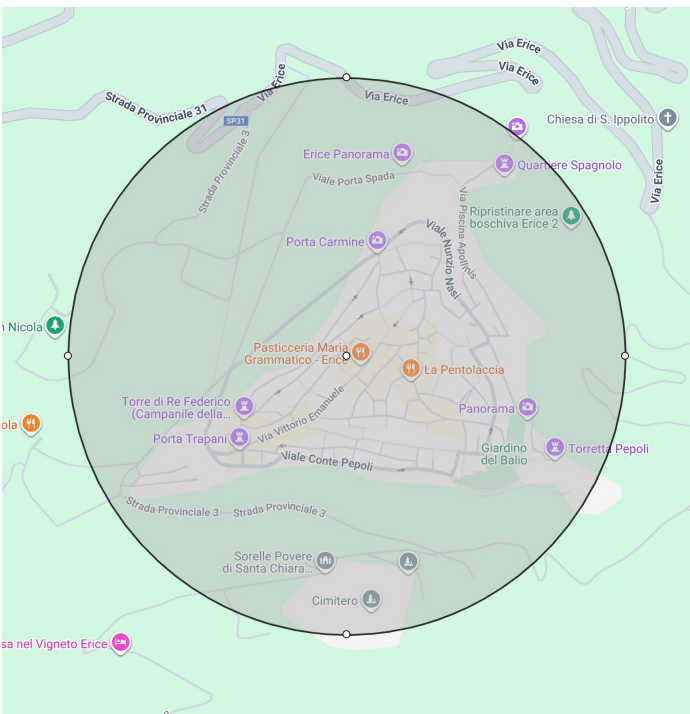 Via Erice
Via Erice
Via Erice
Via Erice
Strada Provinciale 31
SP31
Chiesa di S. Ippolito
Erice Panorama
Quartiere Spagnolo
Strada Provinciale 3
Viale Porta Spada
Via Erice
Via Piscina Apollinis
Ripristinare area
boschiva Erice 2
Porta Carmine
Viale Nunzio Nasi
Nicola
Pasticceria Maria
Grammatico - Erice
La Pentolaccia
Torre di Re Federico
(Campanile della...
Panorama
ola
Via Vittorio Emanuele
Porta Trapani
Giardino
del Balio
Torretta Pepoli
Viale Conte Pepoli
Strada Provinciale 3
Strada Provinciale 3
Sorelle Povere
di Santa Chiara...
Cimitero
sa nel Vigneto Erice